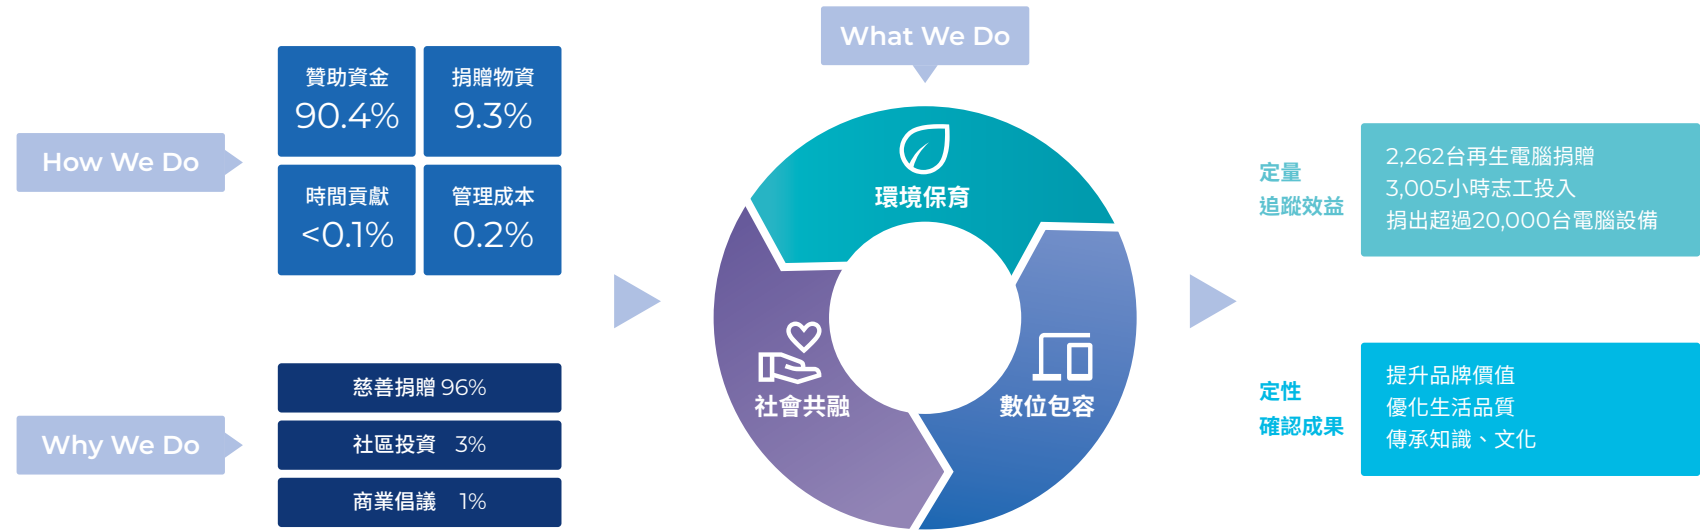 How We Do
贊助資金
90.4%
捐贈物資
9.3%
時間貢獻
<0.1%
管理成本
0.2%
Why We Do
慈善捐贈 96%
社區投資 3%
商業倡議 1%
What We Do
環境保育
社會共融
數位包容
定量
追蹤效益
2,262台再生電腦捐贈
3,005小時志工投入
捐出超過20,000台電腦設備
定性
確認成果
提升品牌價值
優化生活品質
傳承知識、文化